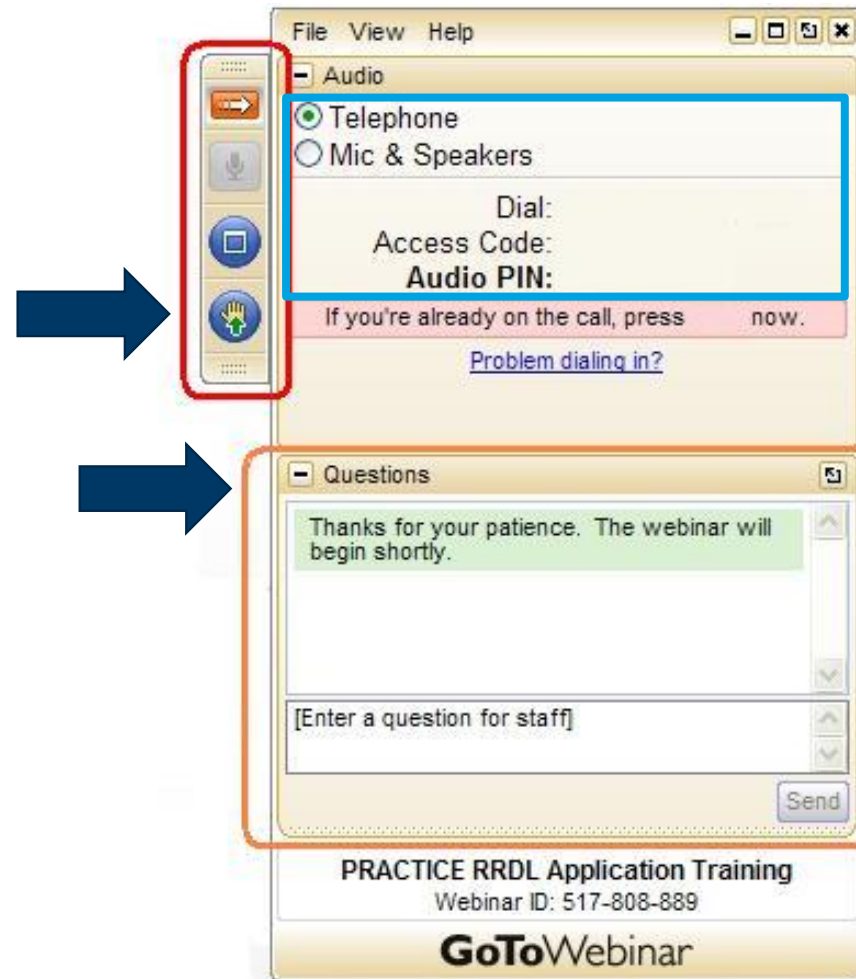 File View Help
Audio
Telephone
Mic & Speakers
Dial:
Access Code:
Audio PIN:
If you're already on the call, press now.
Problem dialing in?
Questions
Thanks for your patience. The webinar will
begin shortly.
[Enter a question for staff]
Send
PRACTICE RRDL Application Training
Webinar ID: 517-808-889
GoToWebinar